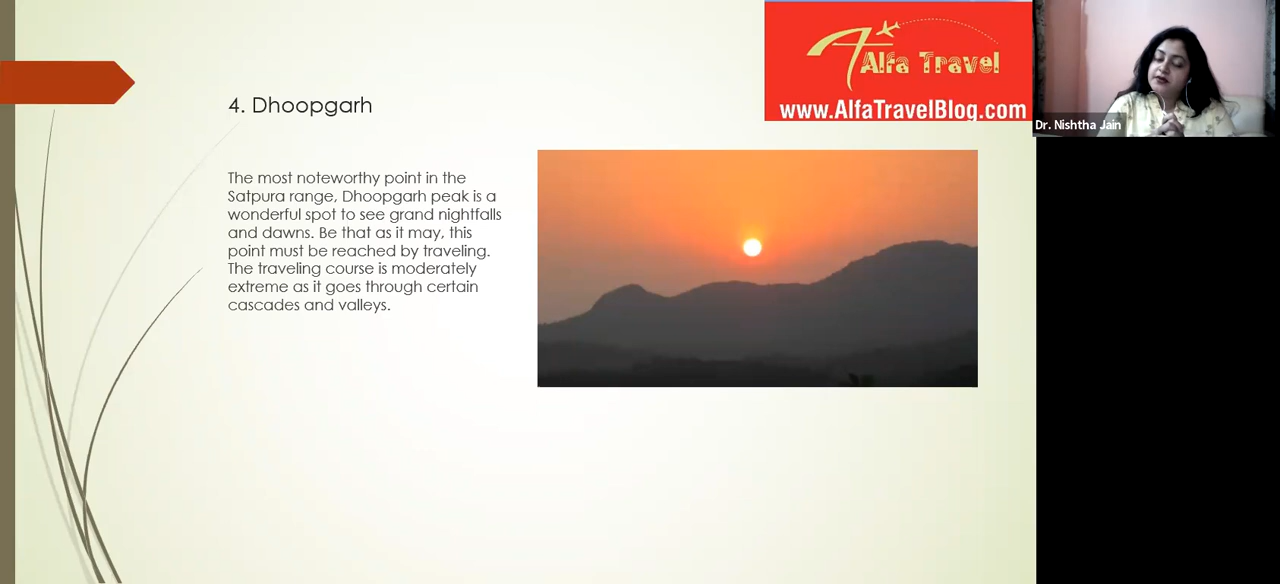 4. Dhoopgarh
The most noteworthy point in the
Satpura range, Dhoopgarh peak is a
wonderful spot to see grand nightfalls
and dawns. Be that as it may, this
point must be reached by traveling.
The traveling course is moderately
extreme as it goes through certain
cascades and valleys.
Alfa Travel
www.AlfaTravelBlog.com
Dr. Nishtha Jain